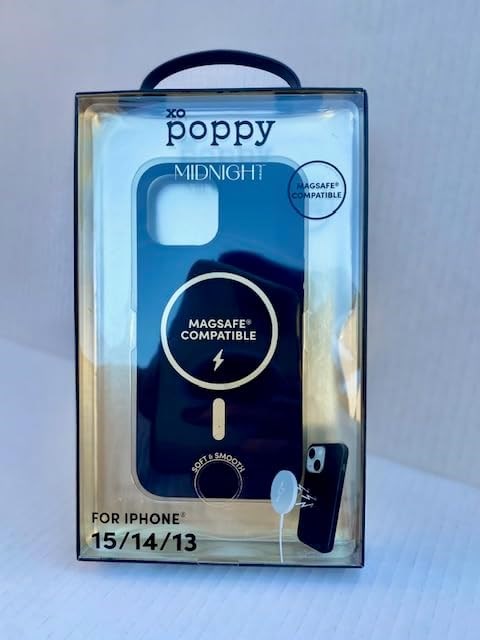 xo
poppy
MIDNIGHT
MAGSAFE®
COMPATIBLE
MAGSAFE®
COMPATIBLE
SOFT & SMOOTH
FOR IPHONE®
15/14/13